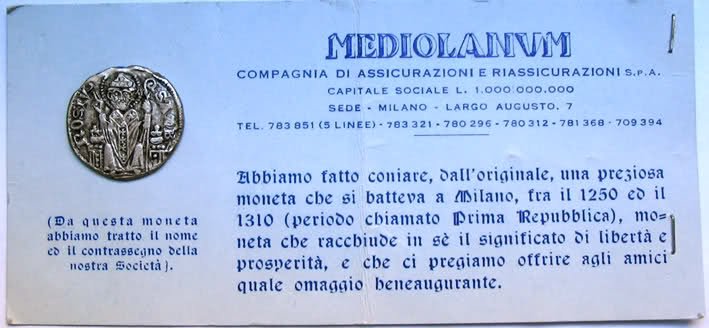 MEDIOLANVM
COMPAGNIA DI ASSICURAZIONI E RIASSICURAZIONI S.P.A.
CAPITALE SOCIALE L. 1.000.000.000
SEDE - MILANO - LARGO AUGUSTO. 7
TEL. 783 851 (5 LINEE) - 783 321 - 780 296 - 780 312 - 781 368 - 709 394
Abbiamo fatto coniare, dall'originale, una preziosa
moneta che si batteva a Milano, fra il 1250 ed il
1310 (periodo chiamato Prima Repubblica), mo=
neta che racchiude in sè il significato di libertà e
prosperità, e che ci pregiamo offrire agli amici
quale omaggio beneaugurante.
(Da questa moneta
abbiamo tratto il nome
ed il contrassegno della
nostra Società).